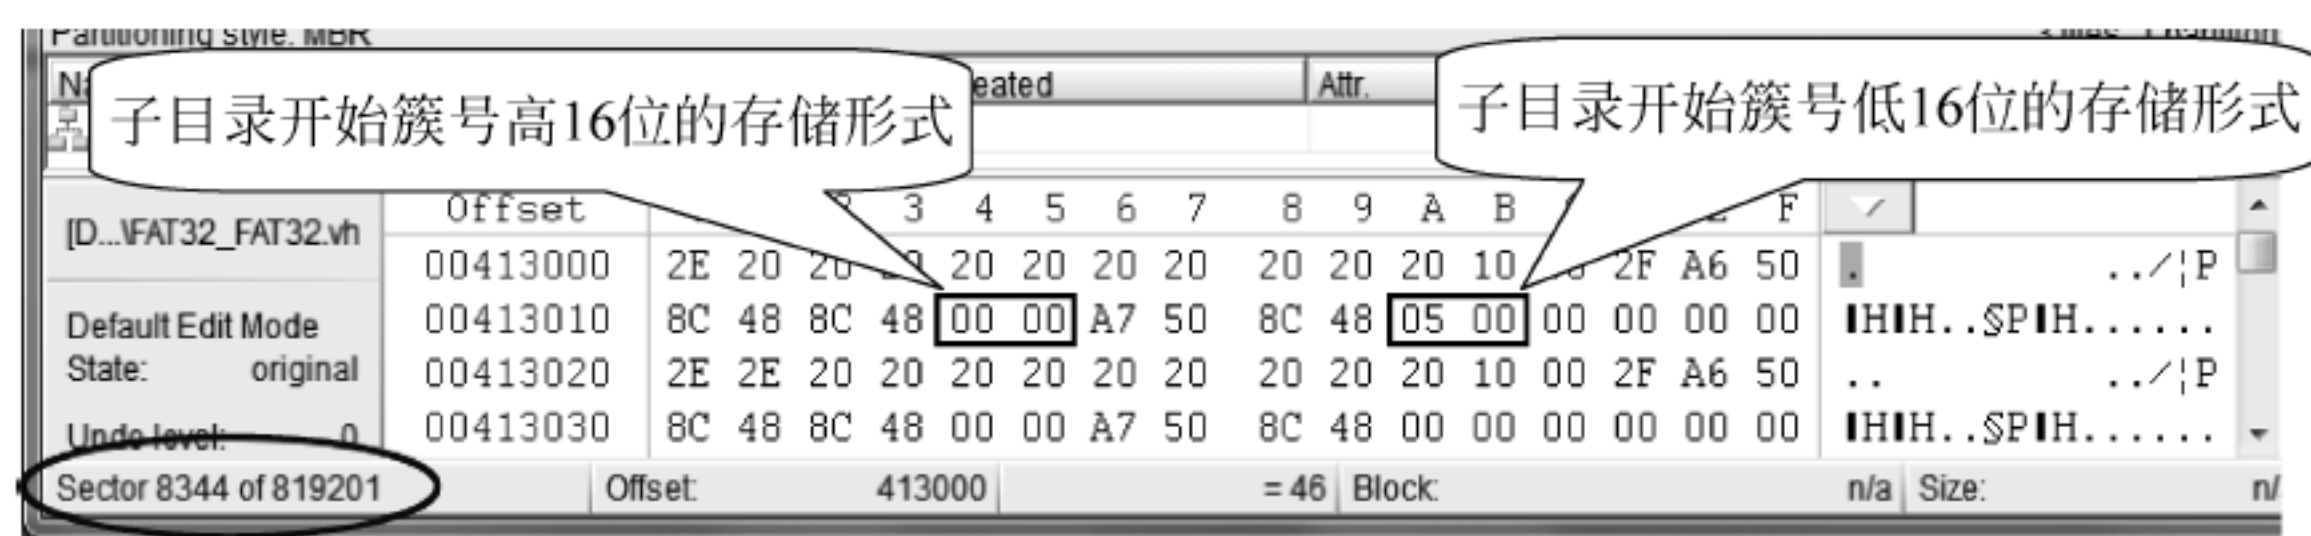 Partitioning style: MBR
子目录开始簇号高16位的存储形式
eated
Attr.
子目录开始簇号低16位的存储形式
[D...\FAT32_FAT32.vh
Offset 3 4 5 6 7 8 9 A B F
00413000 2E 20 20 20 20 20 20 20 20 20 20 10 2F A6 50 . ../¦P
Default Edit Mode
00413010 8C 48 8C 48 00 00 A7 50 8C 48 05 00 00 00 00 00 ▮H▮H..§P▮H......
State: original
00413020 2E 2E 20 20 20 20 20 20 20 20 20 10 00 2F A6 50 .. ../¦P
Undo level: 0
00413030 8C 48 8C 48 00 00 A7 50 8C 48 00 00 00 00 00 00 ▮H▮H..§P▮H......
Sector 8344 of 819201 Offset: 413000 = 46 Block: n/a Size: n/